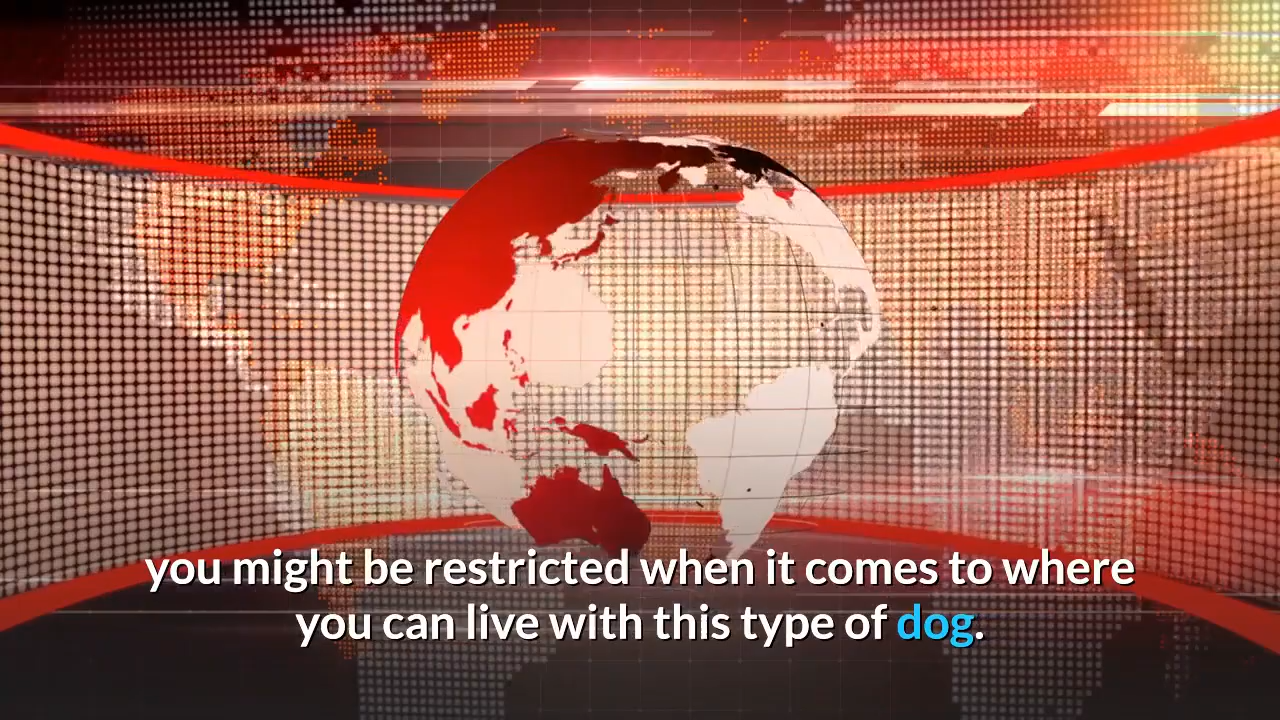 you might be restricted when it comes to where
you can live with this type of dog.